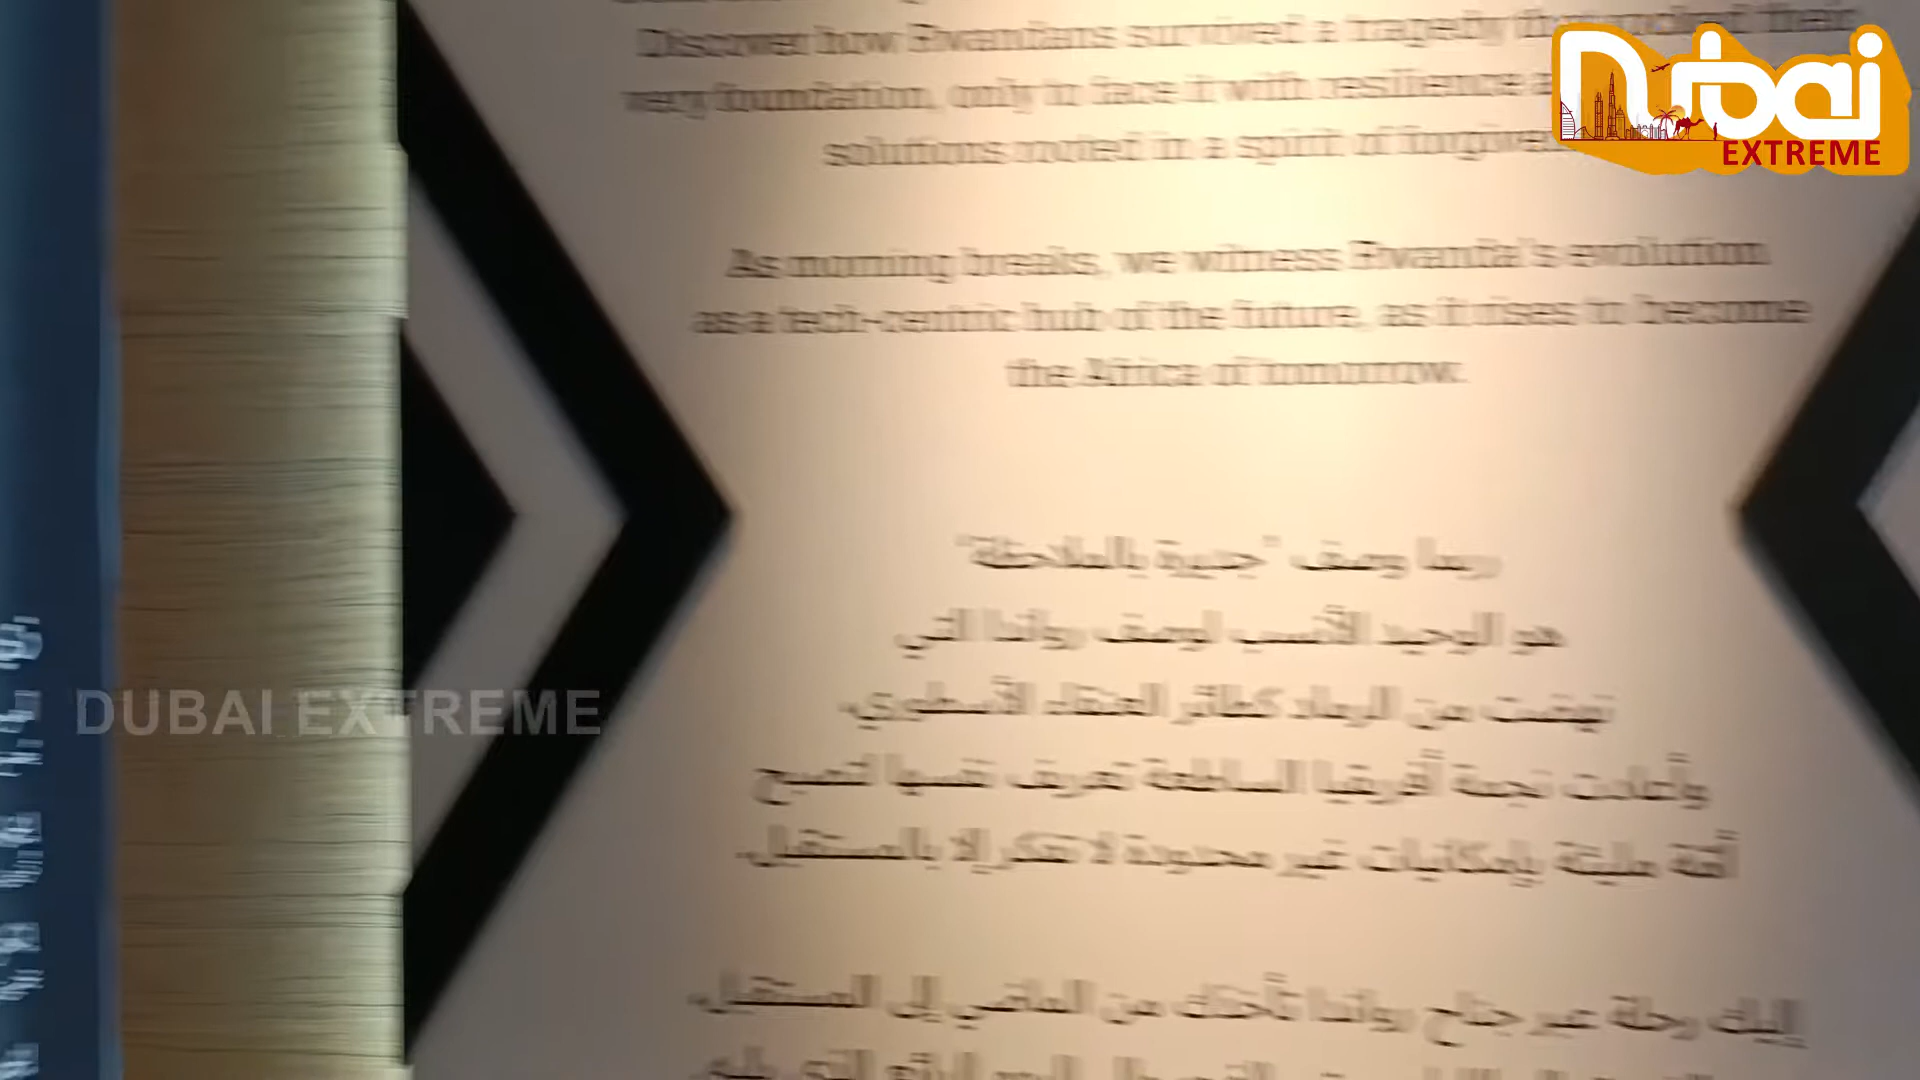 Discover how Rwandans survived a tragedy that rocked their
very foundation, only to face it with resilience
solutions rooted in a spirit of
As morning breaks, we witness Rwanda's evolution
as a tech-centric hub of the future, as it rises to become
the Africa of tomorrow.
ربما وصف "جديرة بالملاحظة"
هو الوحيد الأنسب لوصف رواندا التي
نهضت من الرماد كطائر العنقاء الأسطوري،
وأعادت نجمة أفريقيا الساطعة تعريف نفسها لتصبح
أمّة مليئة بإمكانيات غير محدودة لا تفكر إلا بالمستقبل.
إليك رحلة عبر جناح رواندا تأخذك من الماضي إلى المستقبل،
Dubai
EXTREME
DUBAI EXTREME